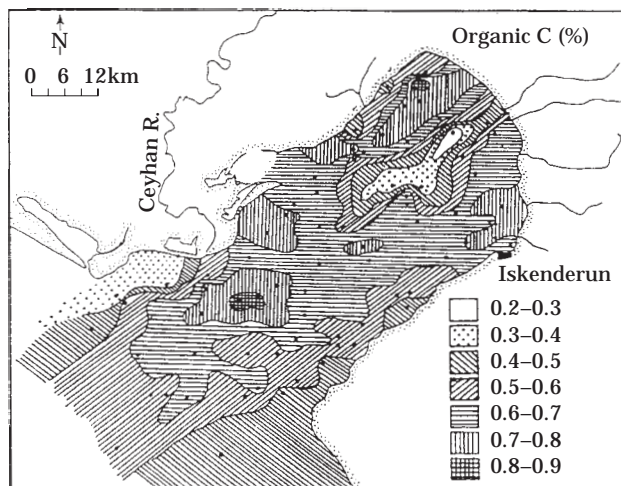 N
Organic C (%)
0 6 12km
Ceyhan R.
Iskenderun
0.2–0.3
0.3–0.4
0.4–0.5
0.5–0.6
0.6–0.7
0.7–0.8
0.8–0.9